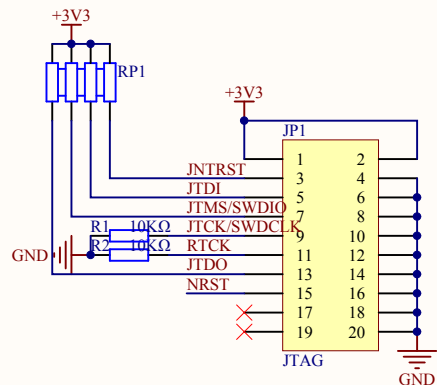 +3V3
RP1
+3V3
JP1
1 2
JNTRST 3 4
JTDI 5 6
JTMS/SWDIO 7 8
R1 10KΩ JTCK/SWDCLK 9 10
GND R2 10KΩ RTCK 11 12
JTDO 13 14
NRST 15 16
17 18
19 20
JTAG
GND